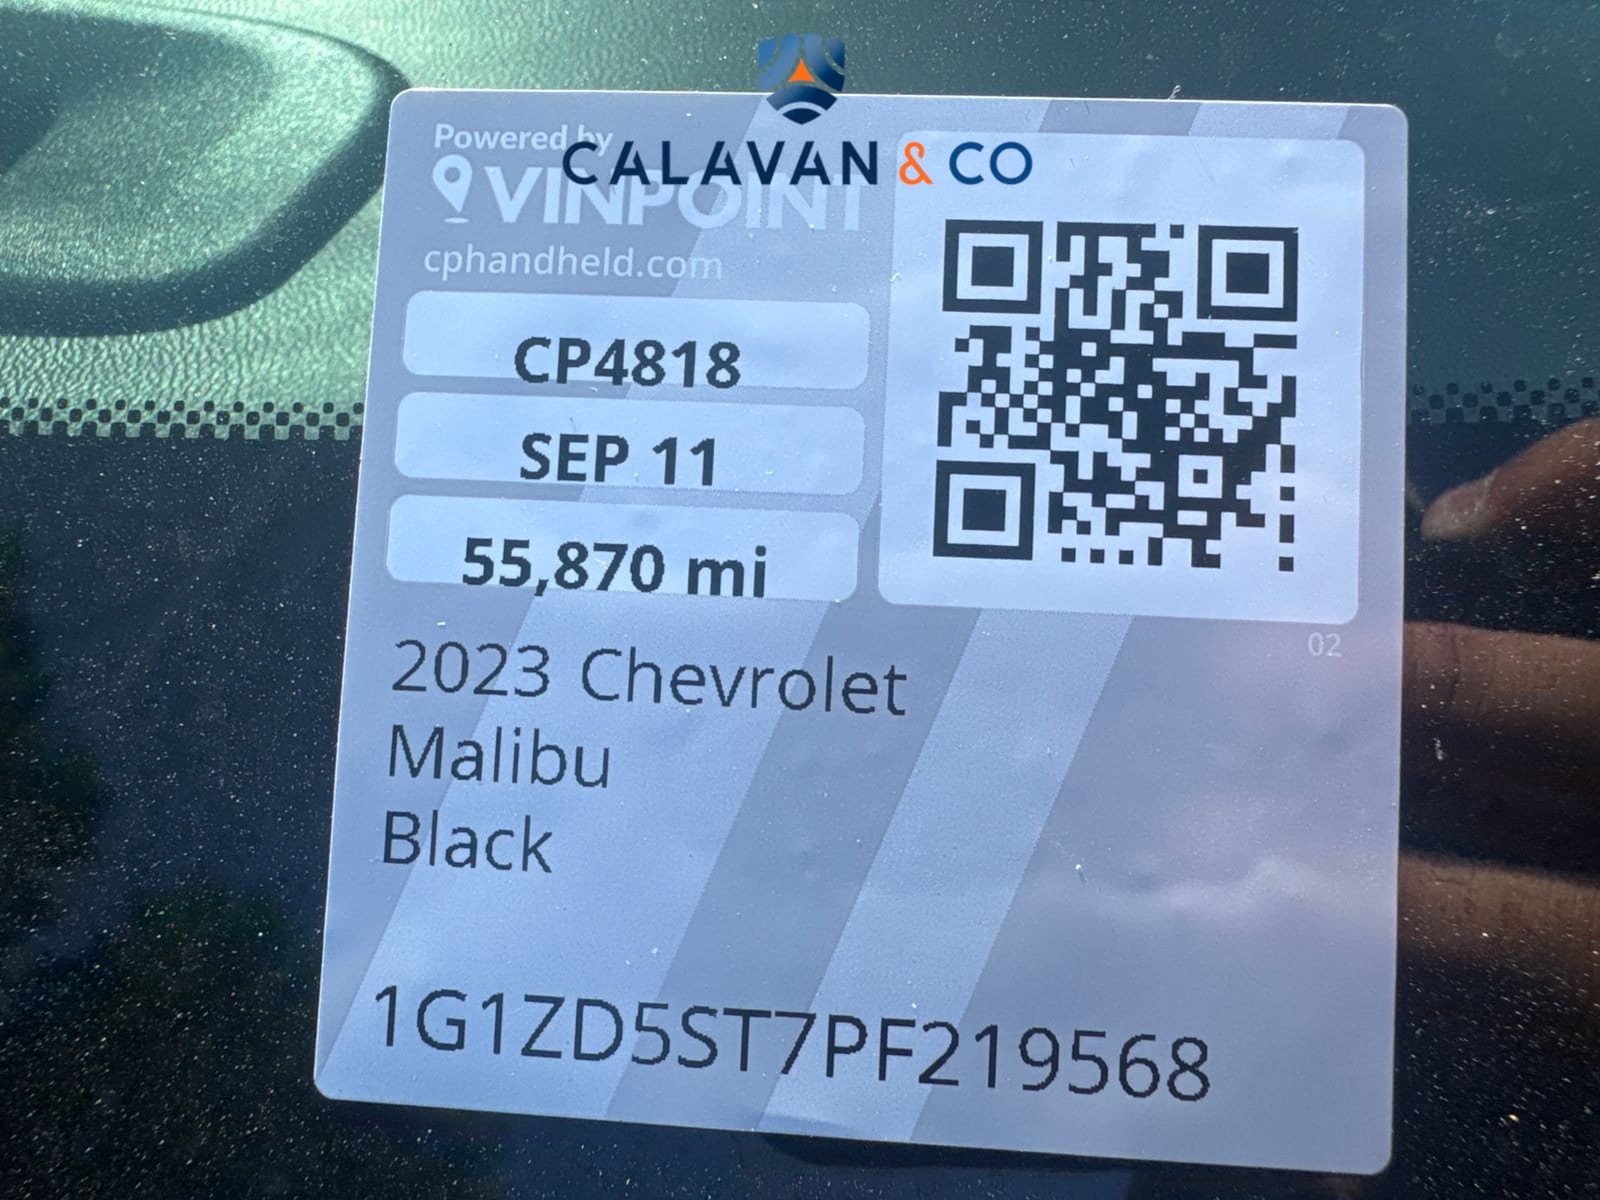 Powered by
CALAVAN & CO
VINPOINT
cphandheld.com
CP4818
SEP 11
55,870 mi
02
2023 Chevrolet
Malibu
Black
1G1ZD5ST7PF219568